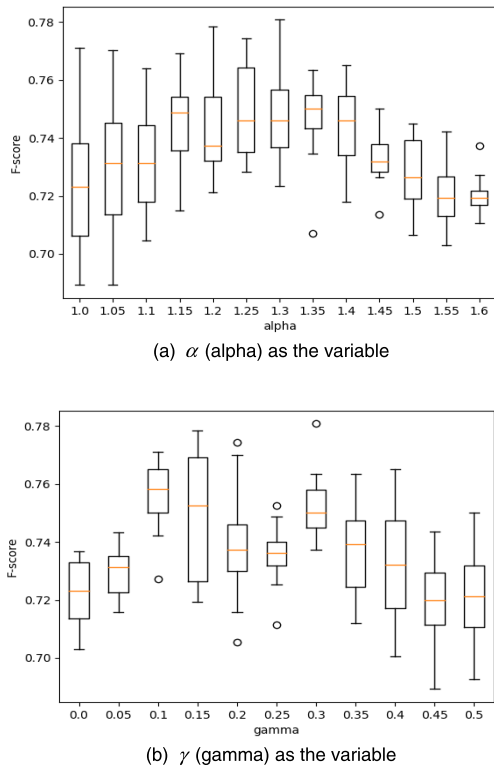 0.78
0.76
0.74
0.72
0.70
F-score
1.0 1.05 1.1 1.15 1.2 1.25 1.3 1.35 1.4 1.45 1.5 1.55 1.6
alpha
(a) α (alpha) as the variable
0.78
0.76
0.74
0.72
0.70
F-score
0.0 0.05 0.1 0.15 0.2 0.25 0.3 0.35 0.4 0.45 0.5
gamma
(b) γ (gamma) as the variable